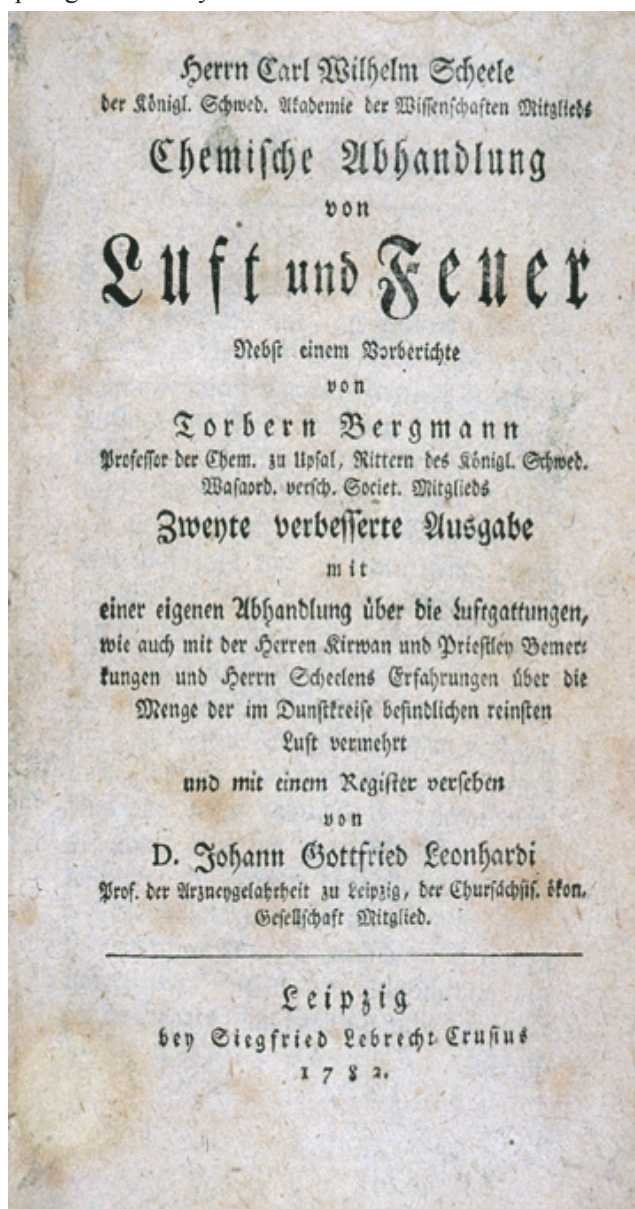 Herrn Carl Wilhelm Scheele
der Königl. Schwed. Akademie der Wissenschaften Mitglieds
Chemische Abhandlung
von
Luft und Feuer
Nebst einem Vorberichte
von
Torbern Bergmann
Professor der Chem. zu Upsal, Rittern des Königl. Schwed.
Wasaord. versch. Societ. Mitglieds
Zweyte verbesserte Ausgabe
mit
einer eigenen Abhandlung über die Luftgattungen,
wie auch mit der Herren Kirwan und Priestley Bemer-
kungen und Herrn Scheelens Erfahrungen über die
Menge der im Dunstkreise befindlichen reinsten
Luft vermehrt
und mit einem Register versehen
von
D. Johann Gottfried Leonhardi
Prof. der Arzneygelahrheit zu Leipzig, der Chursächsis. ökon.
Gesellschaft Mitglied.
Leipzig
bey Siegfried Lebrecht Crusius
1782.